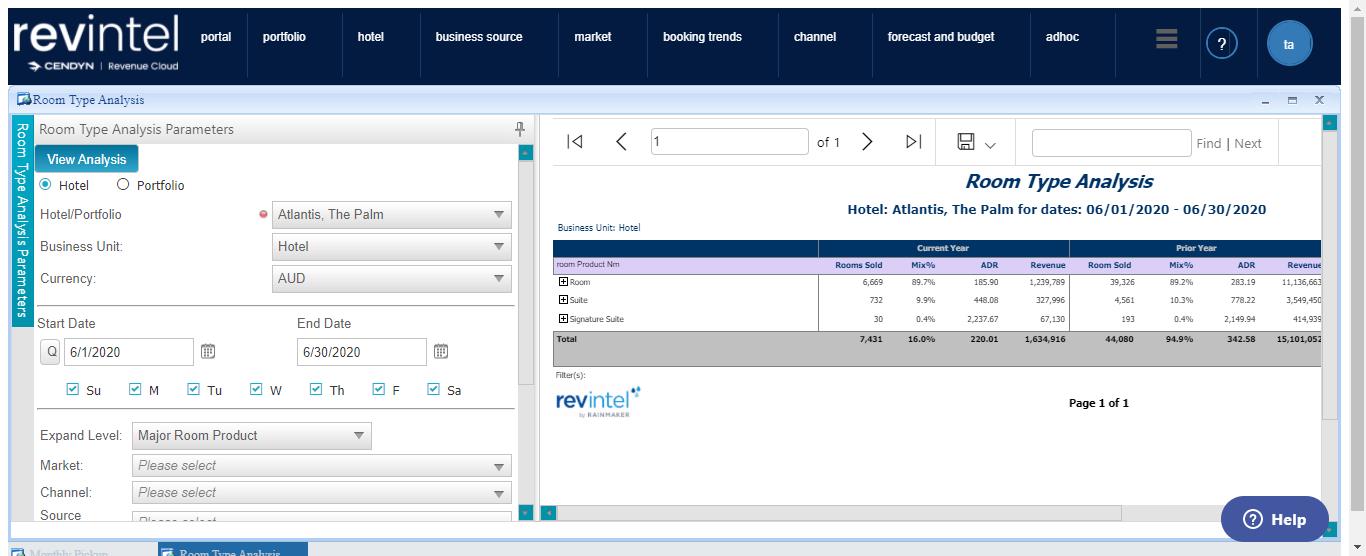 revintel
CENDYN | Revenue Cloud
portal portfolio hotel business source market booking trends channel forecast and budget adhoc ? ta
Room Type Analysis
Room Type Analysis Parameters
Room Type Analysis Parameters
View Analysis
Hotel Portfolio
Hotel/Portfolio Atlantis, The Palm
Business Unit: Hotel
Currency: AUD
Start Date End Date
Q 6/1/2020 6/30/2020
Su M Tu W Th F Sa
Expand Level: Major Room Product
Market: Please select
Channel: Please select
Source Please select
1 of 1 Find | Next
Room Type Analysis
Hotel: Atlantis, The Palm for dates: 06/01/2020 - 06/30/2020
Business Unit: Hotel
Current Year Prior Year
room Product Nm Rooms Sold Mix% ADR Revenue Room Sold Mix% ADR Revenue
Room 6,669 89.7% 185.90 1,239,789 39,326 89.2% 283.19 11,136,663
Suite 732 9.9% 448.08 327,996 4,561 10.3% 778.22 3,549,450
Signature Suite 30 0.4% 2,237.67 67,130 193 0.4% 2,149.94 414,939
Total 7,431 16.0% 220.01 1,634,916 44,080 94.9% 342.58 15,101,052
Filter(s):
revintel
by RAINMAKER
Page 1 of 1
? Help
Monthly Pickup Room Type Analysis